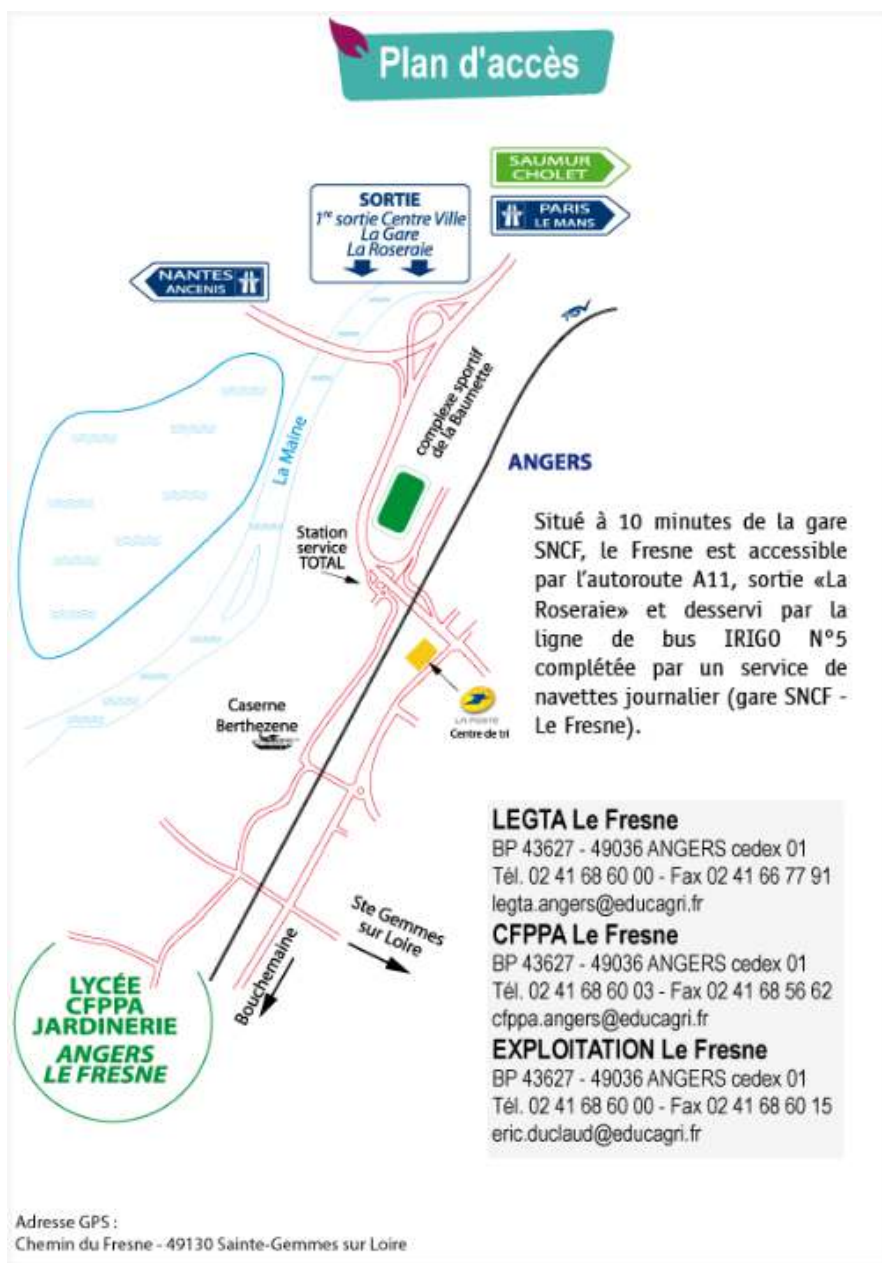 Plan d'accès
SAUMUR
CHOLET
PARIS
LE MANS
SORTIE
1re sortie Centre Ville
La Gare
La Roseraie
NANTES
ANCENIS
TGV
complexe sportif
de la Baumette
La Maine
ANGERS
Station
service
TOTAL
Situé à 10 minutes de la gare
SNCF, le Fresne est accessible
par l'autoroute A11, sortie «La
Roseraie» et desservi par la
ligne de bus IRIGO N°5
complétée par un service de
navettes journalier (gare SNCF -
Le Fresne).
LA POSTE
Centre de tri
Caserne
Berthezene
Ste Gemmes
sur Loire
Bouchemaine
LYCÉE
CFPPA
JARDINERIE
ANGERS
LE FRESNE
LEGTA Le Fresne
BP 43627 - 49036 ANGERS cedex 01
Tél. 02 41 68 60 00 - Fax 02 41 66 77 91
legta.angers@educagri.fr
CFPPA Le Fresne
BP 43627 - 49036 ANGERS cedex 01
Tél. 02 41 68 60 03 - Fax 02 41 68 56 62
cfppa.angers@educagri.fr
EXPLOITATION Le Fresne
BP 43627 - 49036 ANGERS cedex 01
Tél. 02 41 68 60 00 - Fax 02 41 68 60 15
eric.duclaud@educagri.fr
Adresse GPS :
Chemin du Fresne - 49130 Sainte-Gemmes sur Loire